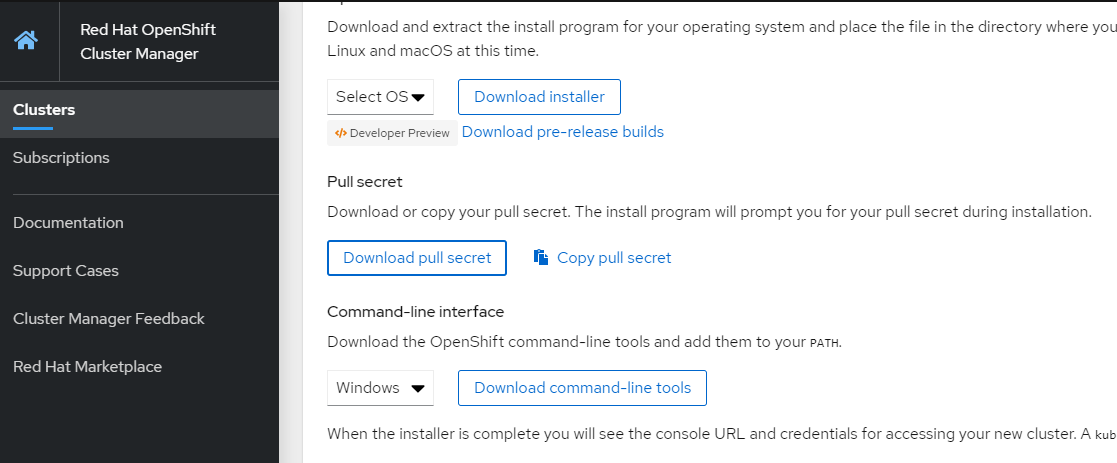 Red Hat OpenShift
Cluster Manager
Clusters
Subscriptions
Documentation
Support Cases
Cluster Manager Feedback
Red Hat Marketplace
Download and extract the install program for your operating system and place the file in the directory where you
Linux and macOS at this time.
Select OS
Download installer
Developer Preview
Download pre-release builds
Pull secret
Download or copy your pull secret. The install program will prompt you for your pull secret during installation.
Download pull secret
Copy pull secret
Command-line interface
Download the OpenShift command-line tools and add them to your PATH.
Windows
Download command-line tools
When the installer is complete you will see the console URL and credentials for accessing your new cluster. A kub